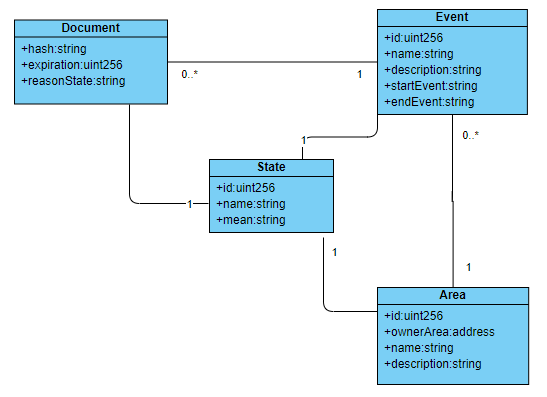 Document
+hash:string
+expiration:uint256
+reasonState:string
Event
+id:uint256
+name:string
+description:string
+startEvent:string
+endEvent:string
0..*
1
1
0..*
State
+id:uint256
+name:string
+mean:string
1
1
1
Area
+id:uint256
+ownerArea:address
+name:string
+description:string